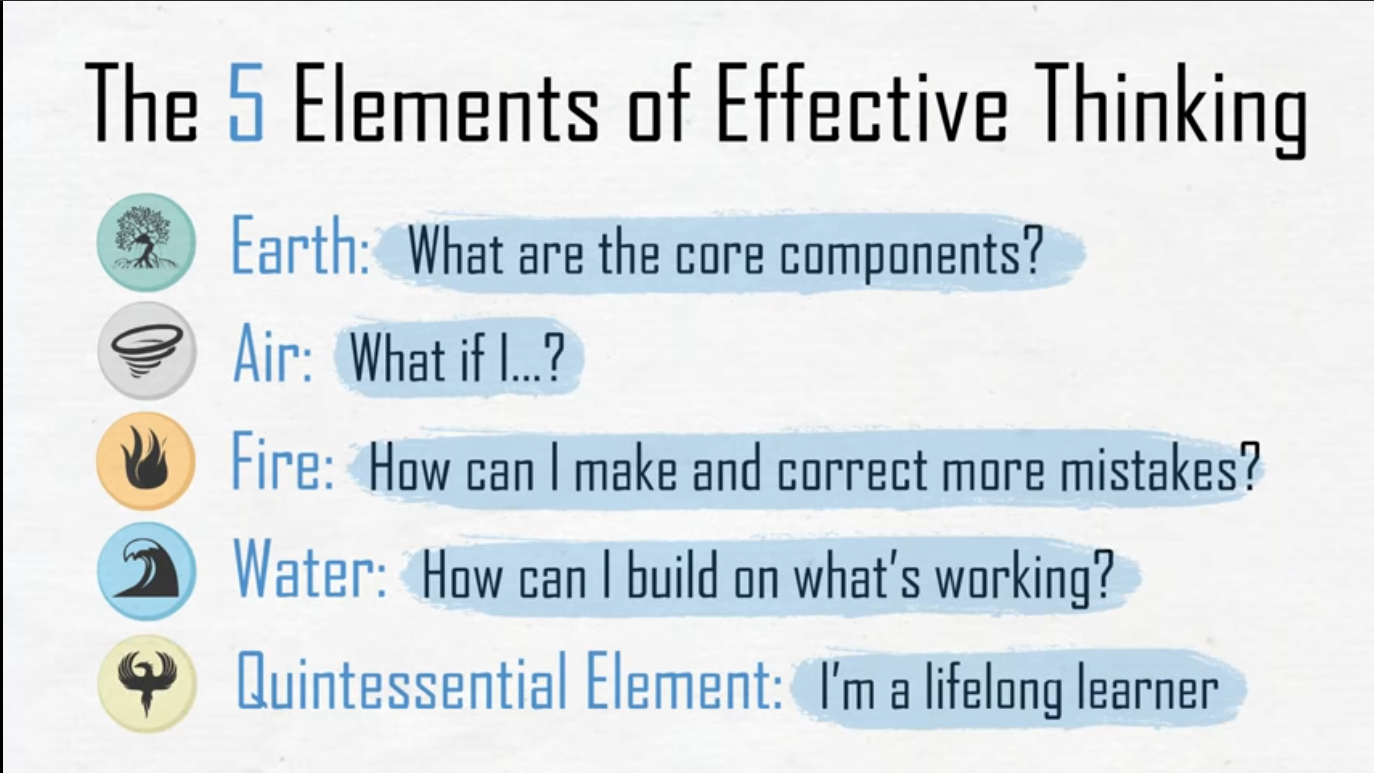 The 5 Elements of Effective Thinking
Earth: What are the core components?
Air: What if I...?
Fire: How can I make and correct more mistakes?
Water: How can I build on what's working?
Quintessential Element: I'm a lifelong learner